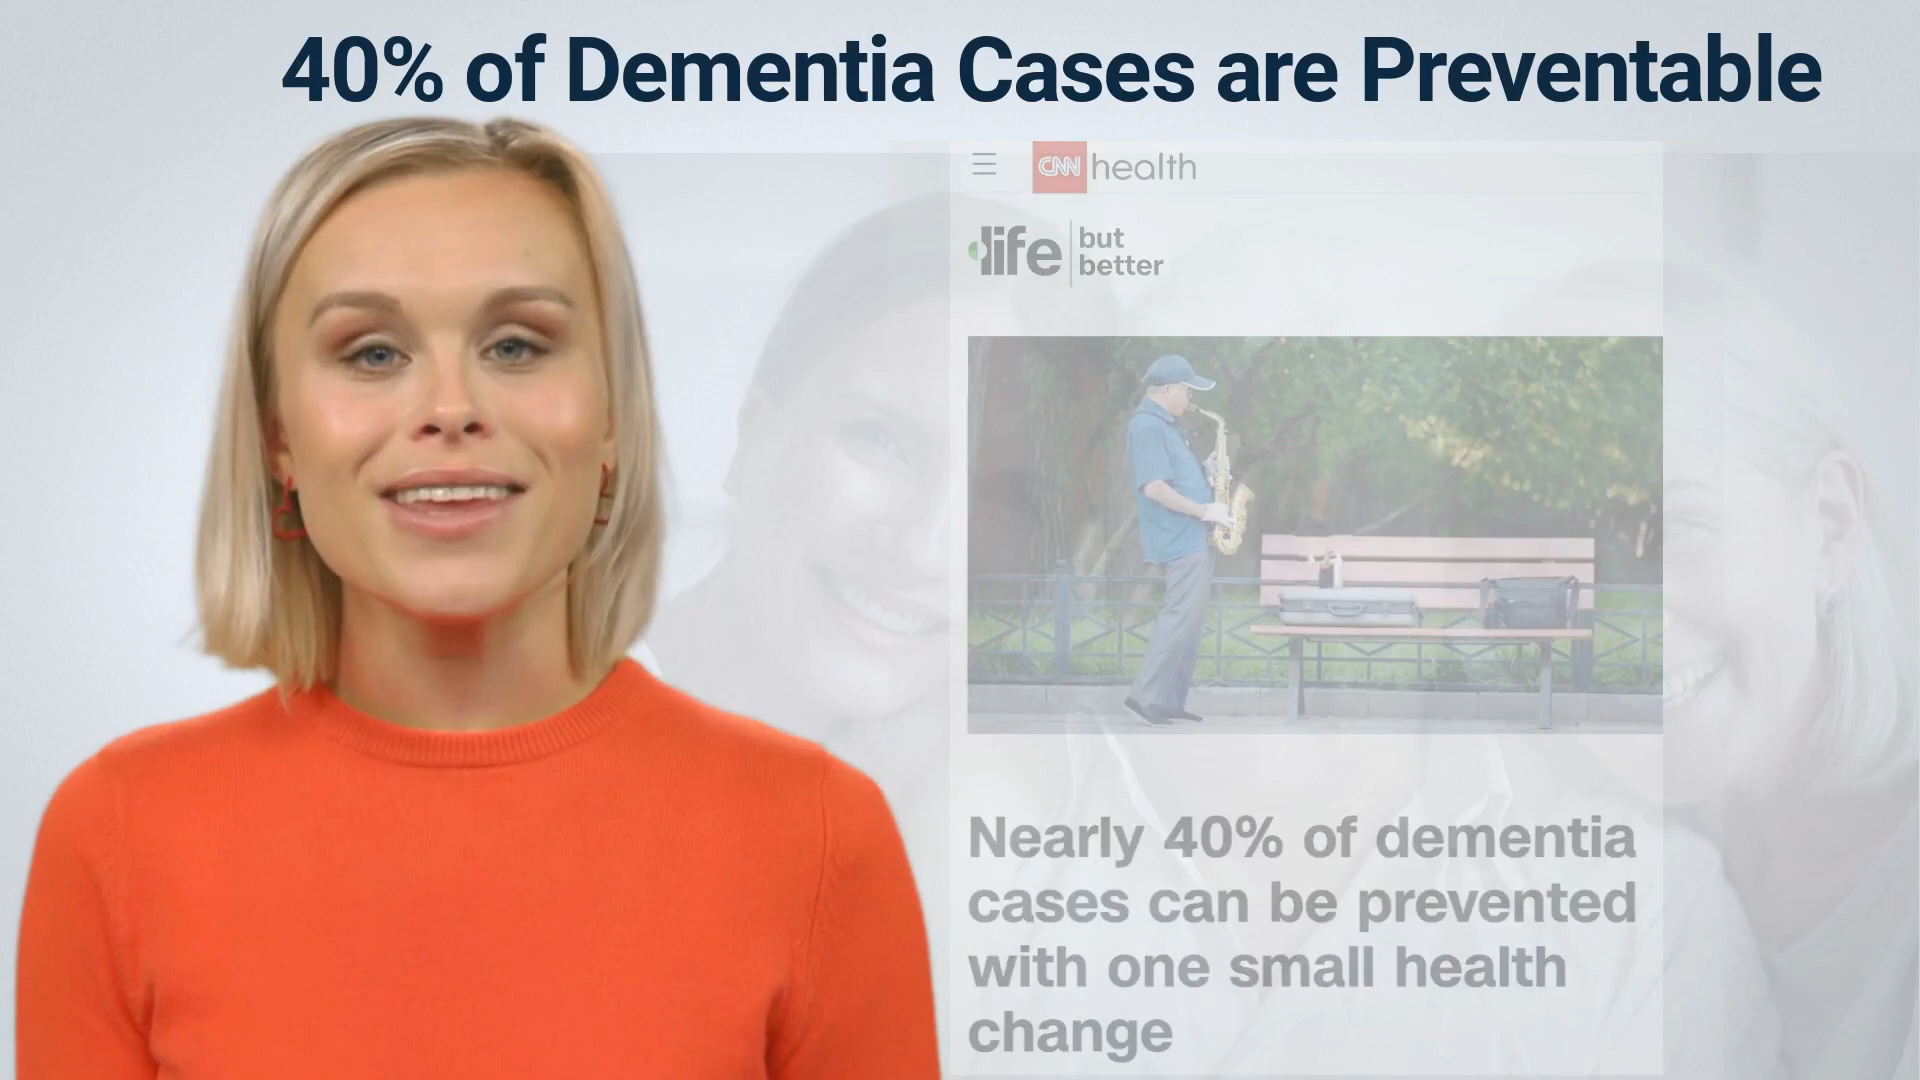 40% of Dementia Cases are Preventable
CNN health
life but better
Nearly 40% of dementia
cases can be prevented
with one small health
change